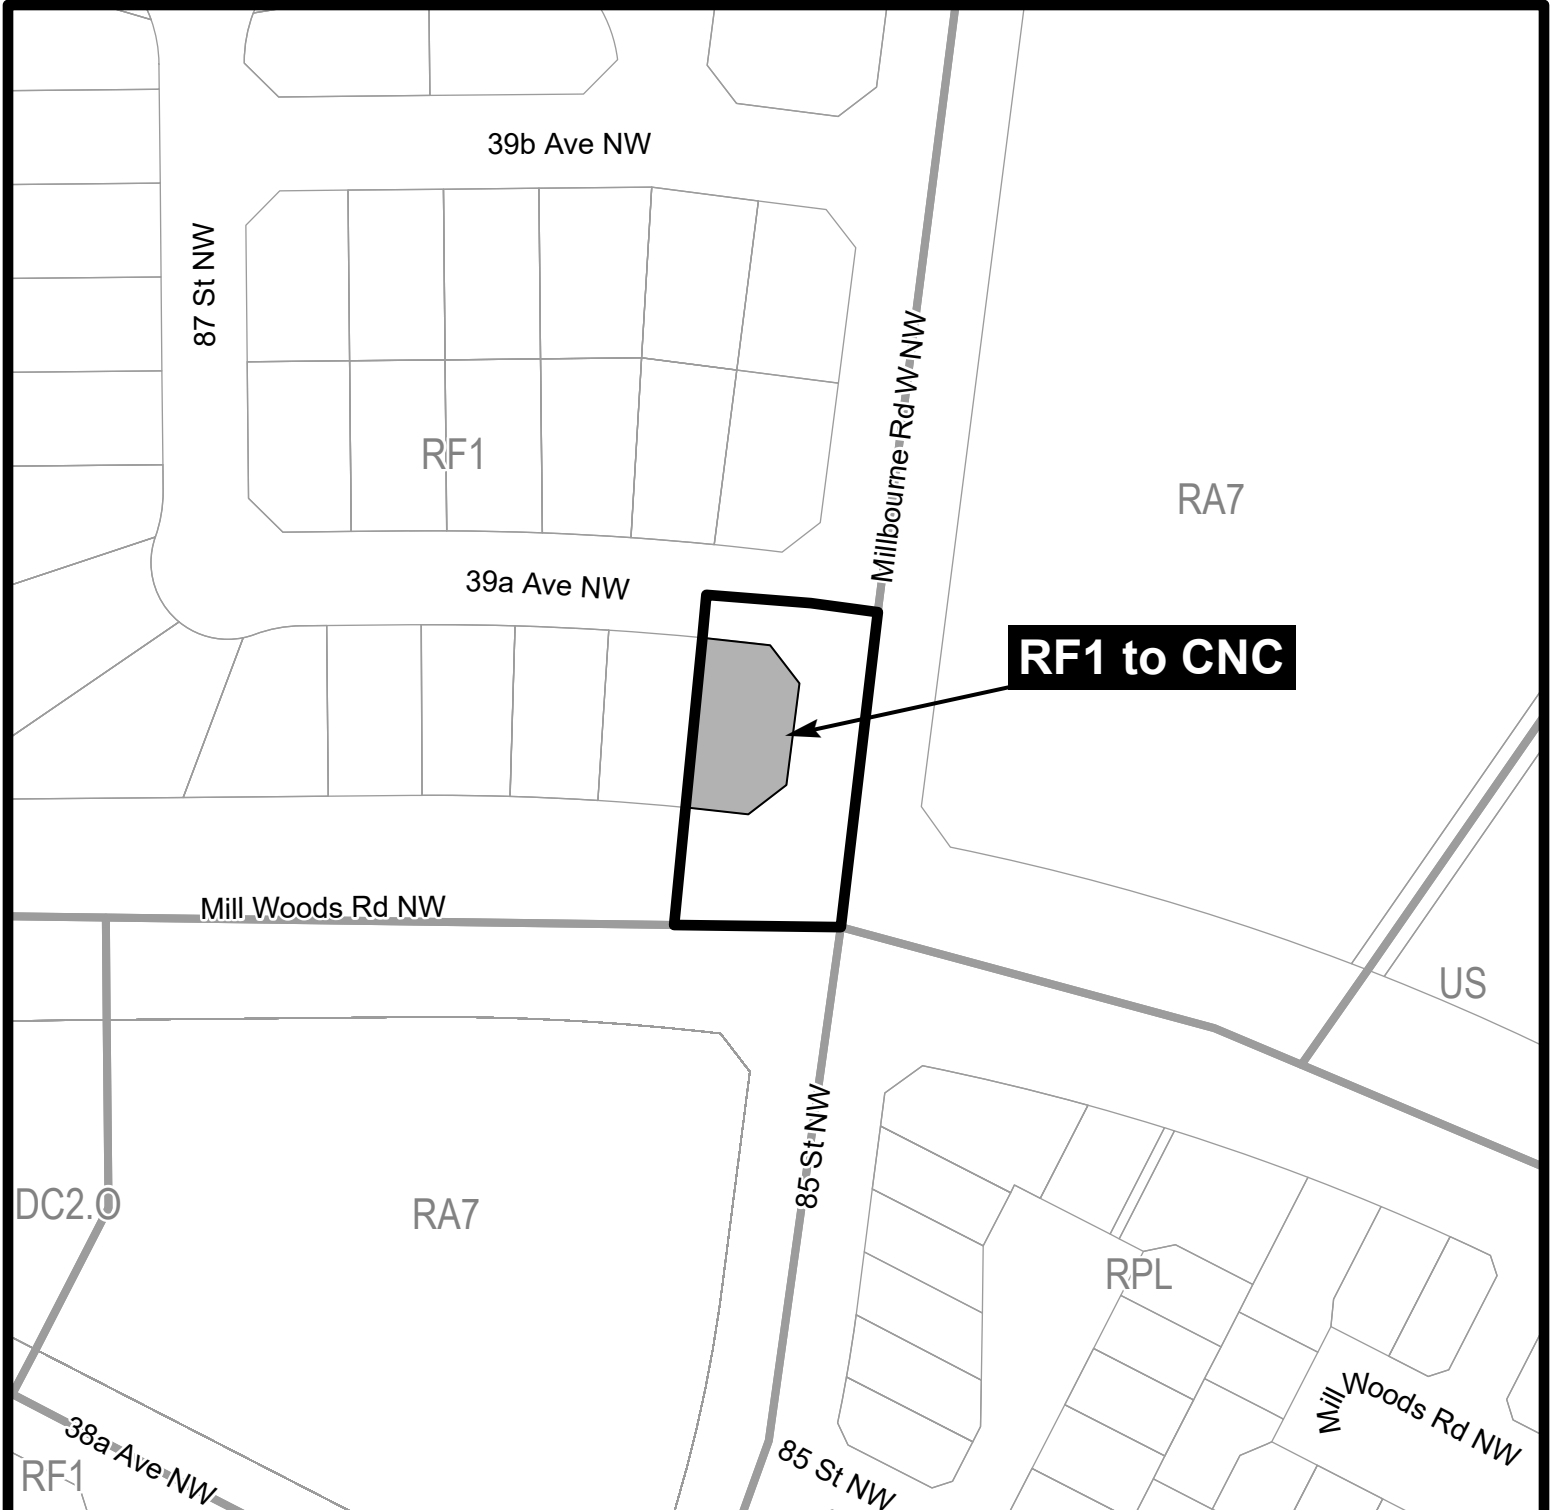 39b Ave NW
87 St NW
Millbourne Rd W NW
RF1
RA7
39a Ave NW
RF1 to CNC
Mill Woods Rd NW
US
85 St NW
DC2.0
RA7
RPL
Mill Woods Rd NW
38a Ave NW
85 St NW
RF1